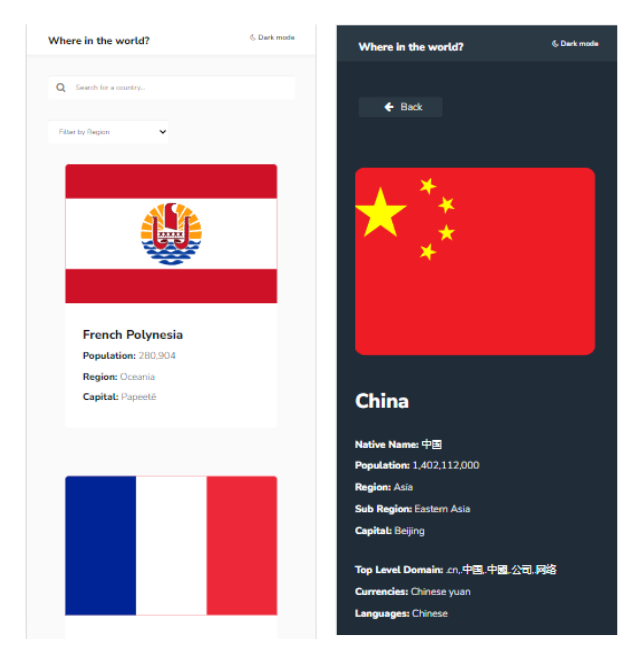 Where in the world?
Dark mode
Search for a country..
Filter by Region
French Polynesia
Population: 280,904
Region: Oceania
Capital: Papeetē
Where in the world?
Dark mode
Back
China
Native Name: 中国
Population: 1,402,112,000
Region: Asia
Sub Region: Eastern Asia
Capital: Beijing
Top Level Domain: .cn,.中国,.中國,.公司,.网络
Currencies: Chinese yuan
Languages: Chinese